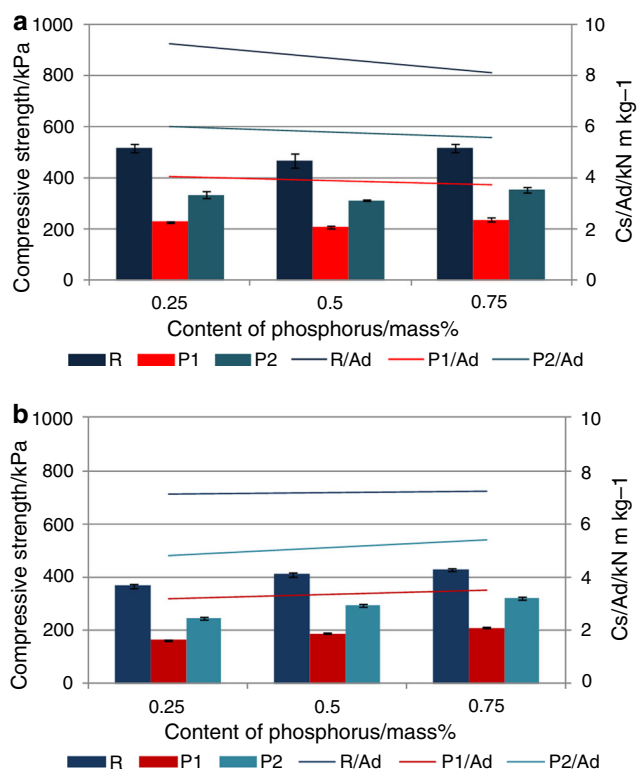 a
1000
800
600
400
200
0
Compressive strength/kPa
10
8
6
4
2
0
Cs/Ad/kN m kg–1
0.25 0.5 0.75
Content of phosphorus/mass%
R P1 P2 R/Ad P1/Ad P2/Ad
b
1000
800
600
400
200
0
Compressive strength/kPa
10
8
6
4
2
0
Cs/Ad/kN m kg–1
0.25 0.5 0.75
Content of phosphorus/mass%
R P1 P2 R/Ad P1/Ad P2/Ad